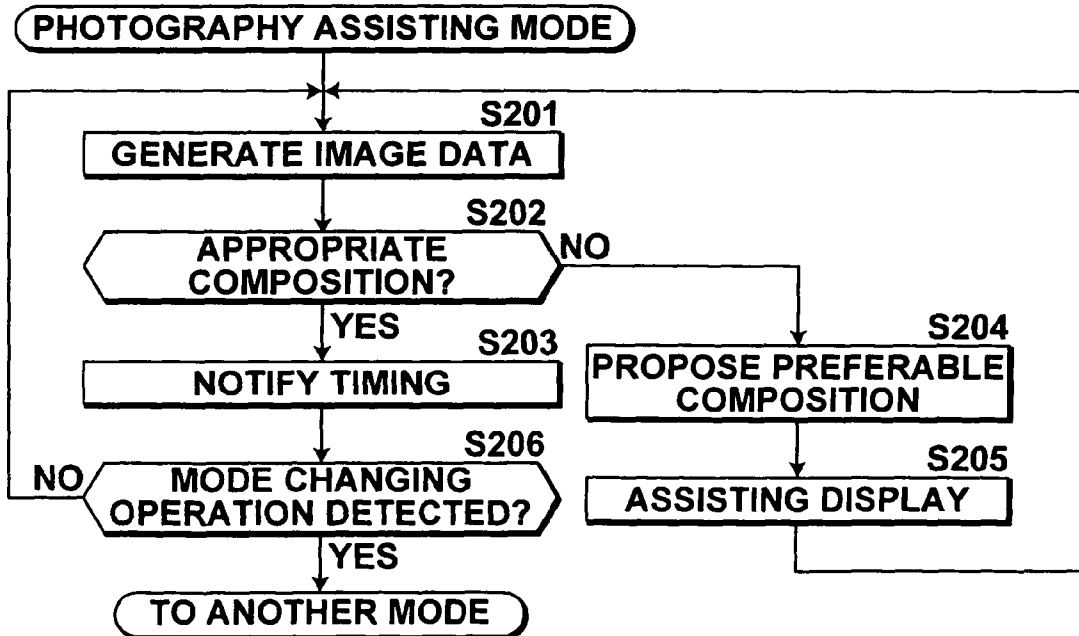 PHOTOGRAPHY ASSISTING MODE
S201
GENERATE IMAGE DATA
S202
APPROPRIATE
COMPOSITION?
NO
YES
S203
NOTIFY TIMING
S204
PROPOSE PREFERABLE
COMPOSITION
S205
ASSISTING DISPLAY
S206
NO
MODE CHANGING
OPERATION DETECTED?
YES
TO ANOTHER MODE